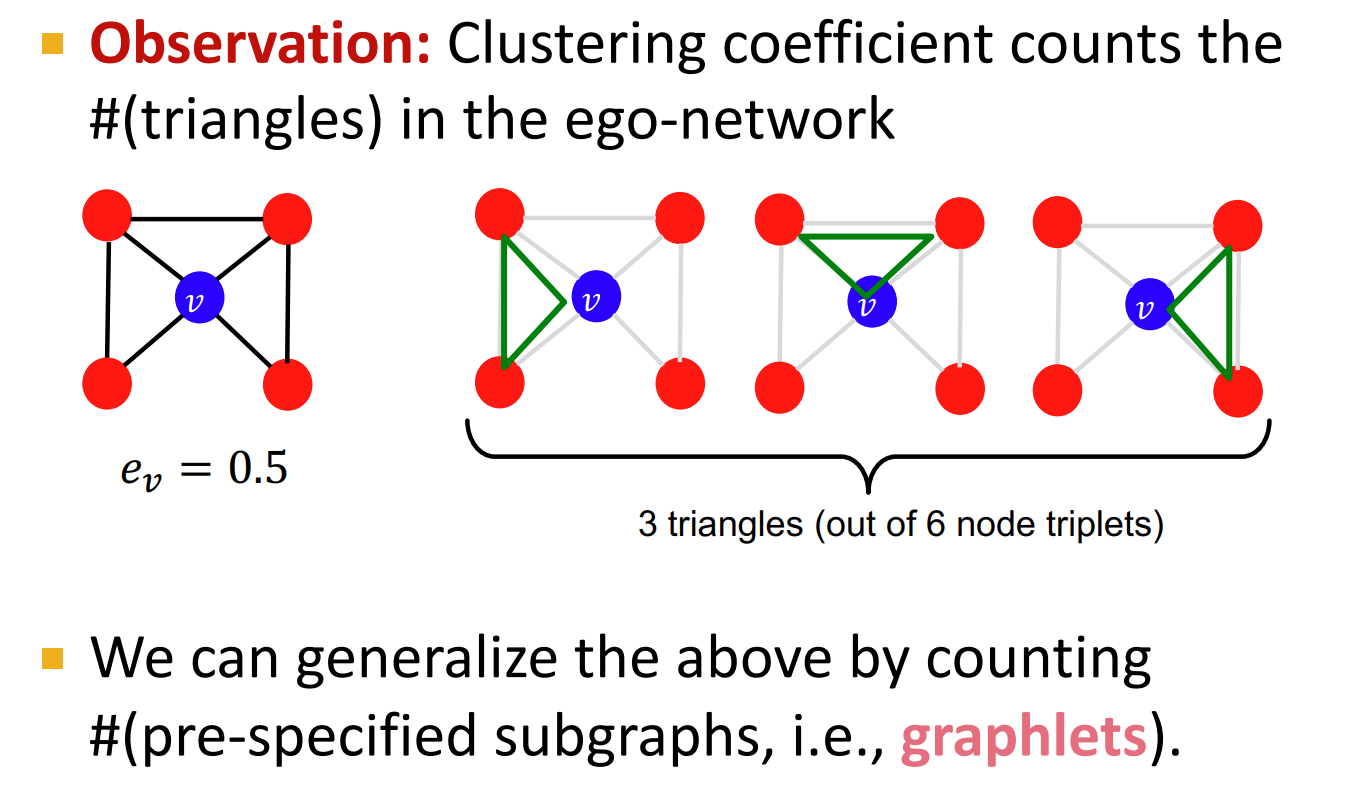 Observation: Clustering coefficient counts the
#(triangles) in the ego-network
v
v
v
v
e_v = 0.5
3 triangles (out of 6 node triplets)
We can generalize the above by counting
#(pre-specified subgraphs, i.e., graphlets).